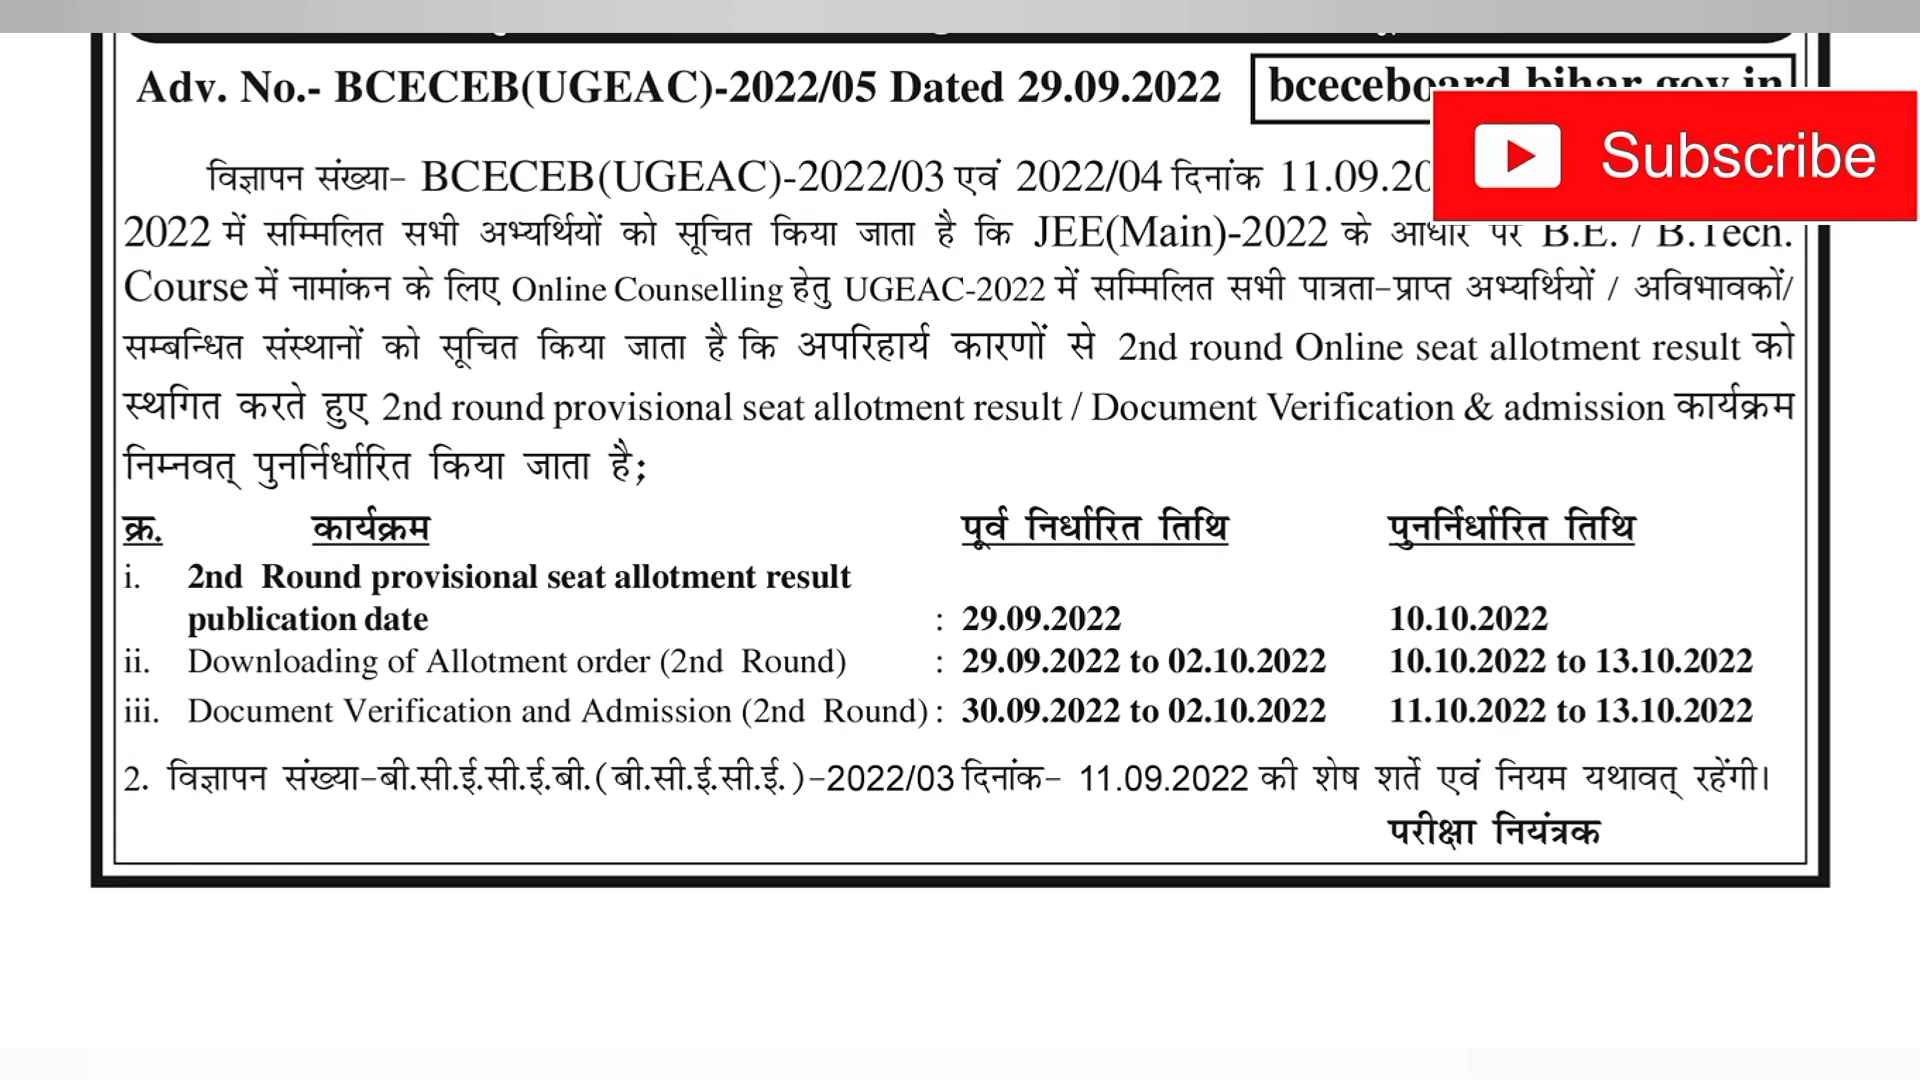 Adv. No.- BCECEB(UGEAC)-2022/05 Dated 29.09.2022 bceceboard.bihar.gov.in
Subscribe
विज्ञापन संख्या- BCECEB(UGEAC)-2022/03 एवं 2022/04 दिनांक 11.09.20
2022 में सम्मिलित सभी अभ्यर्थियों को सूचित किया जाता है कि JEE(Main)-2022 के आधार पर B.E. / B.Tech.
Course में नामांकन के लिए Online Counselling हेतु UGEAC-2022 में सम्मिलित सभी पात्रता-प्राप्त अभ्यर्थियों / अविभावकों/
सम्बन्धित संस्थानों को सूचित किया जाता है कि अपरिहार्य कारणों से 2nd round Online seat allotment result को
स्थगित करते हुए 2nd round provisional seat allotment result / Document Verification & admission कार्यक्रम
निम्नवत् पुनर्निर्धारित किया जाता है;
क्र. कार्यक्रम पूर्व निर्धारित तिथि पुनर्निर्धारित तिथि
i. 2nd Round provisional seat allotment result
publication date : 29.09.2022 10.10.2022
ii. Downloading of Allotment order (2nd Round) : 29.09.2022 to 02.10.2022 10.10.2022 to 13.10.2022
iii. Document Verification and Admission (2nd Round) : 30.09.2022 to 02.10.2022 11.10.2022 to 13.10.2022
2. विज्ञापन संख्या-बी.सी.ई.सी.ई.बी.(बी.सी.ई.सी.ई.)-2022/03 दिनांक- 11.09.2022 की शेष शर्ते एवं नियम यथावत् रहेंगी।
परीक्षा नियंत्रक